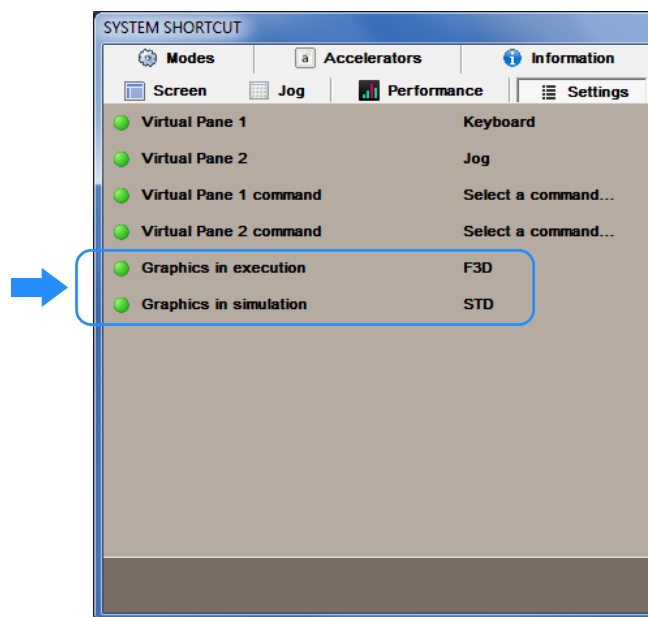 SYSTEM SHORTCUT
Modes a Accelerators i Information
Screen Jog Performance Settings
Virtual Pane 1 Keyboard
Virtual Pane 2 Jog
Virtual Pane 1 command Select a command...
Virtual Pane 2 command Select a command...
Graphics in execution F3D
Graphics in simulation STD